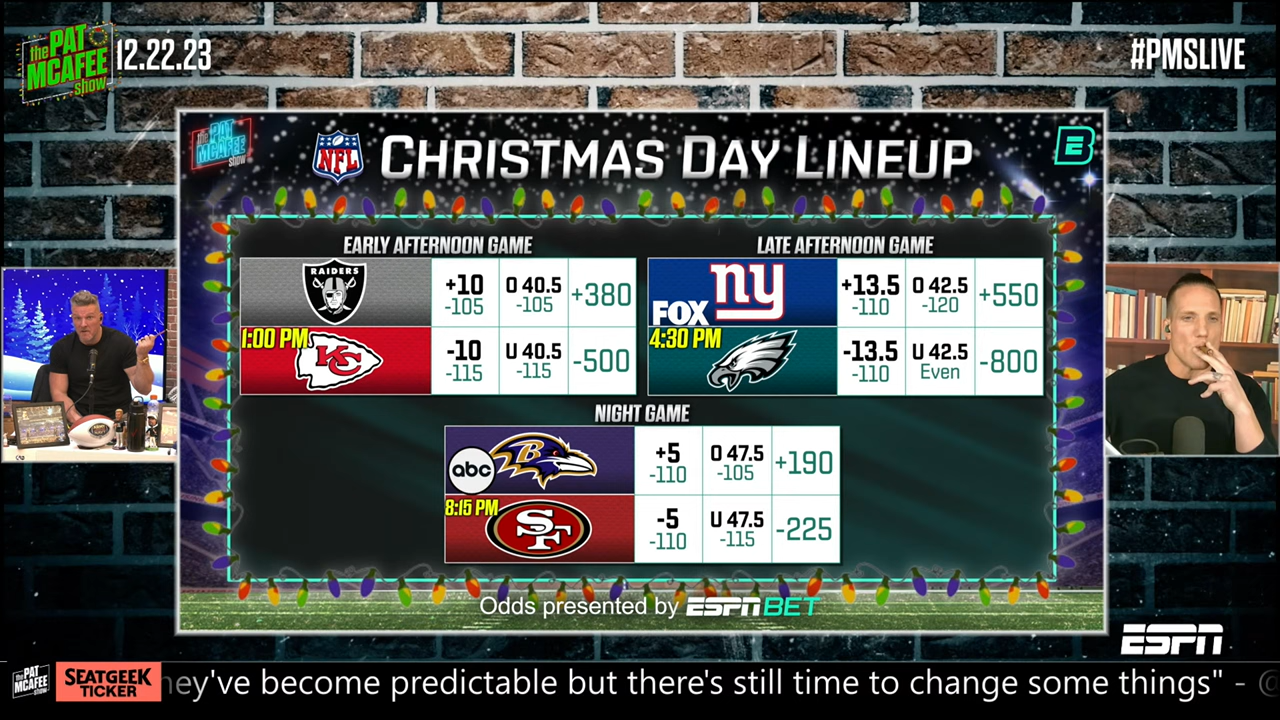 the PAT MCAFEE show
12.22.23
#PMSLIVE
the PAT MCAFEE show
NFL
CHRISTMAS DAY LINEUP
EARLY AFTERNOON GAME
RAIDERS
+10
-105
O 40.5
-105
+380
1:00 PM
KC
-10
-115
U 40.5
-115
-500
LATE AFTERNOON GAME
ny
FOX
+13.5
-110
O 42.5
-120
+550
4:30 PM
-13.5
-110
U 42.5
Even
-800
NIGHT GAME
abc
B
+5
-110
O 47.5
-105
+190
8:15 PM
SF
-5
-110
U 47.5
-115
-225
Odds presented by ESPN BET
ESPN
the PAT MCAFEE show
SEATGEEK
TICKER
hey've become predictable but there's still time to change some things" - @